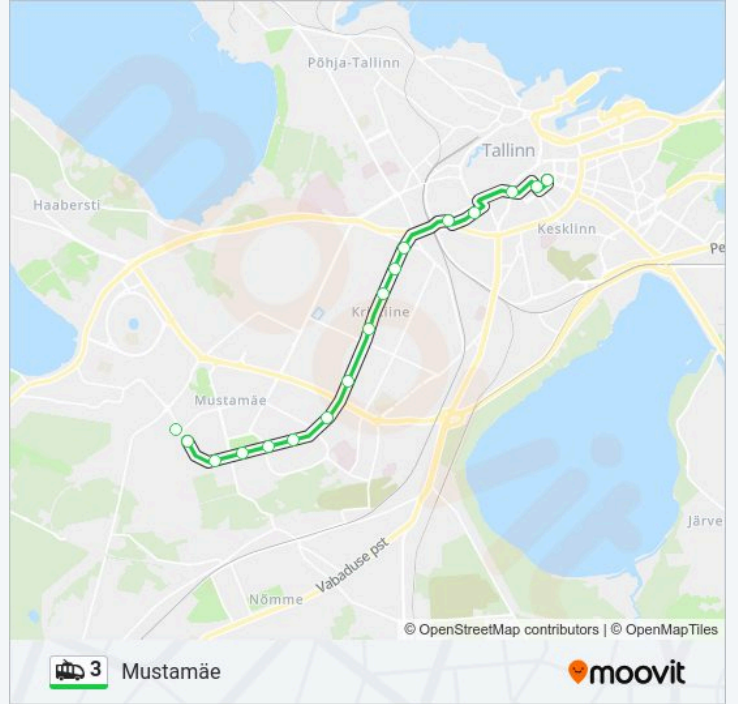 Põhja-Tallinn
Tallinn
Haabersti
Kesklinn
Pe
Kristiine
Mustamäe
Järve
Vabaduse pst
Nõmme
© OpenStreetMap contributors | © OpenMapTiles
3 Mustamäe
moovit